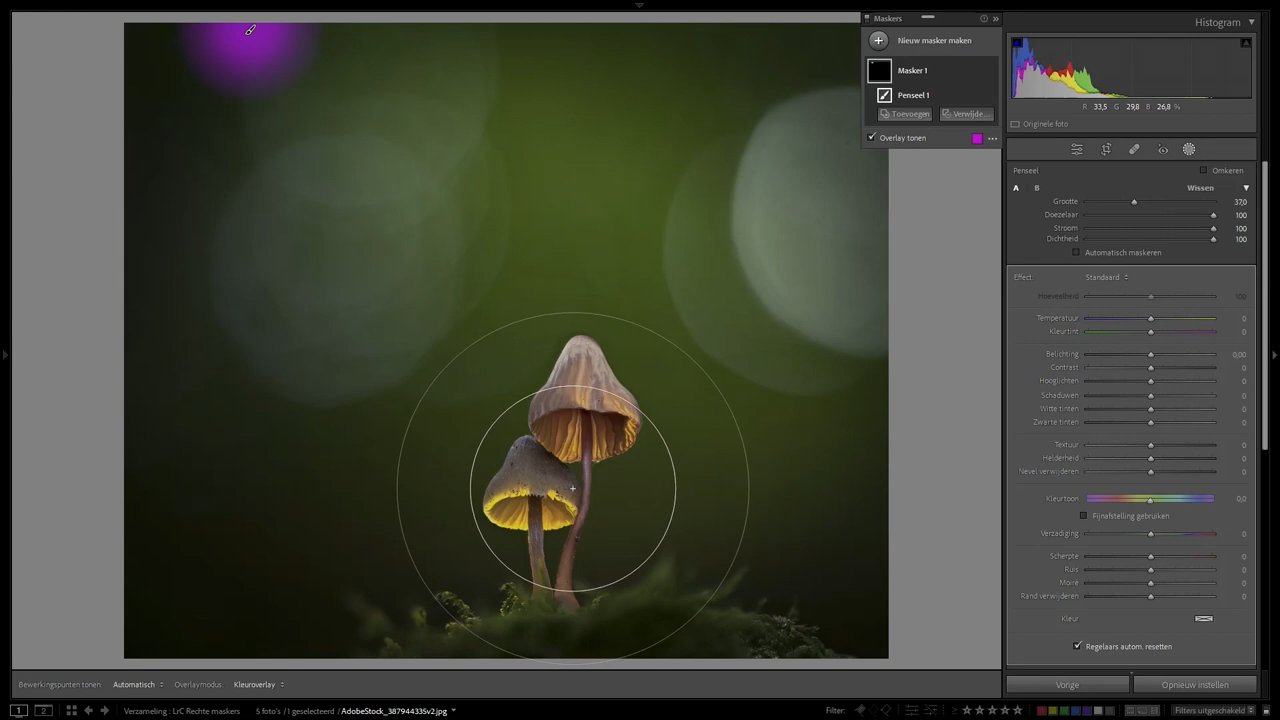 Maskers
Nieuw masker maken
Masker 1
Penseel 1
Toevoegen
Verwijde...
Overlay tonen
Histogram
R 33,5 G 29,8 B 26,8 %
Originele foto
Penseel
Omkeren
A B Wissen
Grootte 37,0
Doezelaar 100
Stroom 100
Dichtheid 100
Automatisch maskeren
Effect: Standaard
Hoeveelheid 100
Temperatuur 0
Kleurtint 0
Belichting 0,00
Contrast 0
Hooglichten 0
Schaduwen 0
Witte tinten 0
Zwarte tinten 0
Textuur 0
Helderheid 0
Nevel verwijderen 0
Kleurtoon 0,0
Fijnafstelling gebruiken
Verzadiging 0
Scherpte 0
Ruis 0
Moiré 0
Rand verwijderen 0
Kleur
Regelaars autom. resetten
Vorige
Opnieuw instellen
Bewerkingspunten tonen: Automatisch Overlaymodus: Kleuroverlay
1 2 Verzameling : LrC Rechte maskers 5 foto's /1 geselecteerd /AdobeStock_387944335v2.jpg
Filter:
Filters uitgeschakeld